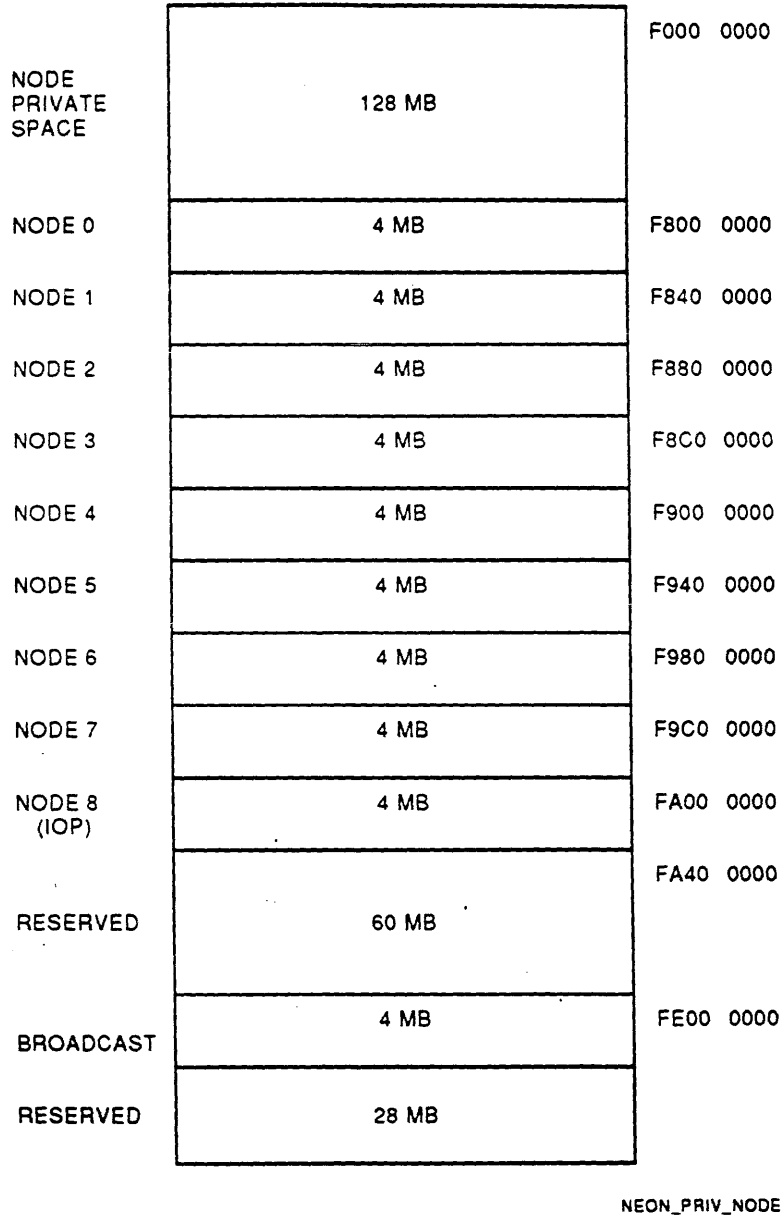 F000 0000
NODE
PRIVATE
SPACE
128 MB
NODE 0 4 MB F800 0000
NODE 1 4 MB F840 0000
NODE 2 4 MB F880 0000
NODE 3 4 MB F8C0 0000
NODE 4 4 MB F900 0000
NODE 5 4 MB F940 0000
NODE 6 4 MB F980 0000
NODE 7 4 MB F9C0 0000
NODE 8 4 MB FA00 0000
(IOP)
FA40 0000
RESERVED 60 MB
4 MB FE00 0000
BROADCAST
RESERVED 28 MB
NEON_PRIV_NODE